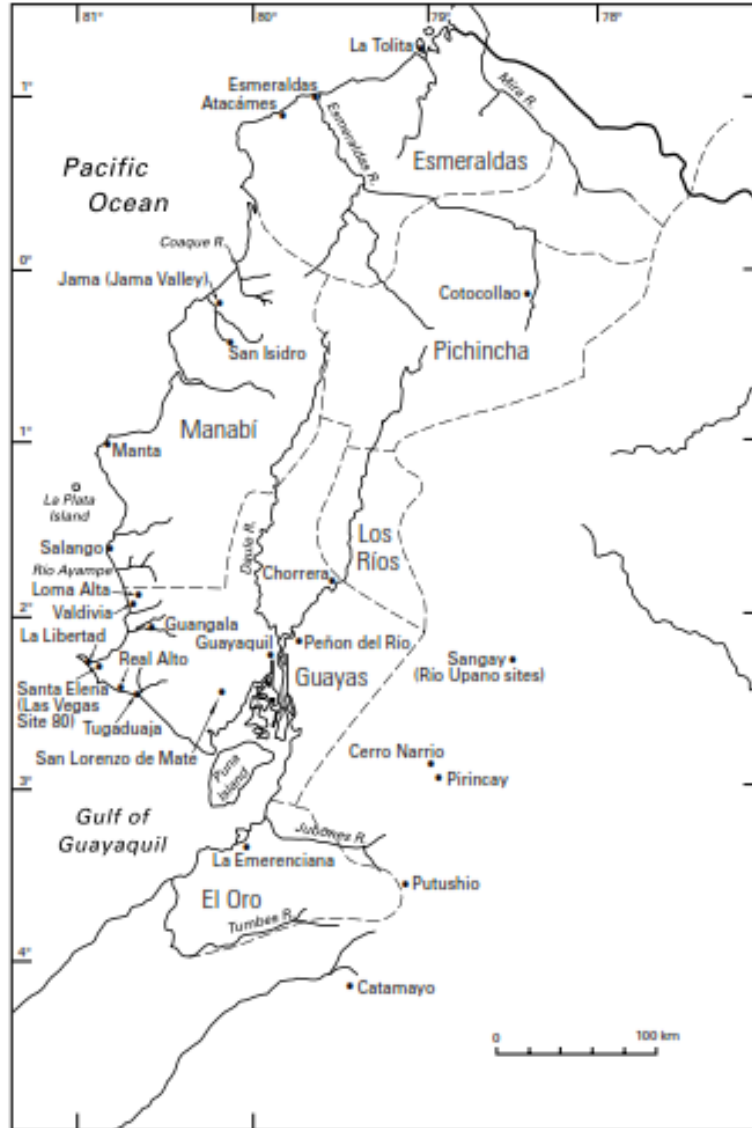 81°
80°
79°
78°
La Tolita
1°
Esmeraldas
Atacámes
Esmeraldas R.
Mira R.
Esmeraldas
Pacific
Ocean
Coaque R.
0°
Jama (Jama Valley)
Cotocollao
San Isidro
Pichincha
Manabí
1°
Manta
La Plata
Island
Salango
Daule R.
Los
Ríos
Río Ayampe
Chorrera
Loma Alta
Valdivia
2°
Guangala
La Libertad
Guayaquil
Peñon del Río
Real Alto
Sangay
(Río Upano sites)
Guayas
Santa Elena
(Las Vegas
Site 80)
Tugaduaja
San Lorenzo de Mate
Puna
Island
Cerro Narrio
Pirincay
3°
Gulf of
Guayaquil
Jubones R.
La Emerenciana
Putushio
El Oro
Tumbes R.
4°
Catamayo
0
100 km